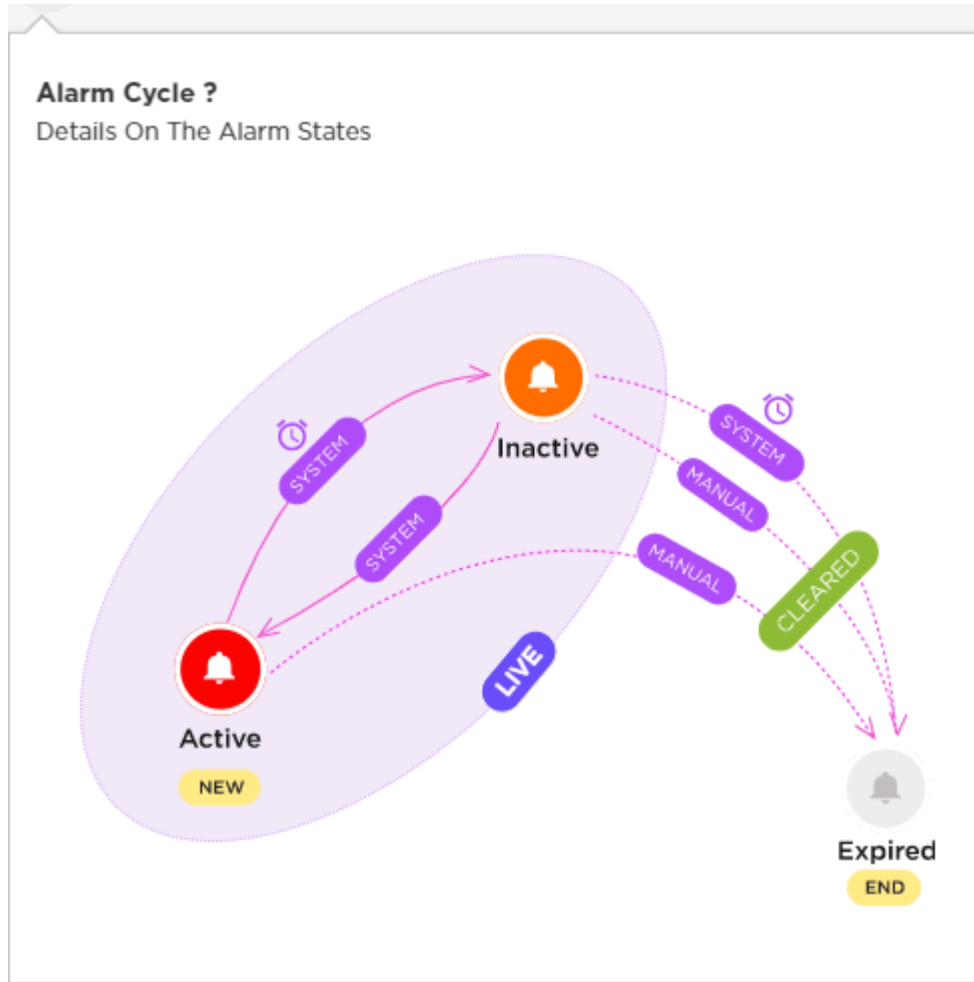 Alarm Cycle ?
Details On The Alarm States
Inactive
SYSTEM
SYSTEM
SYSTEM
MANUAL
MANUAL
CLEARED
LIVE
Active
NEW
Expired
END